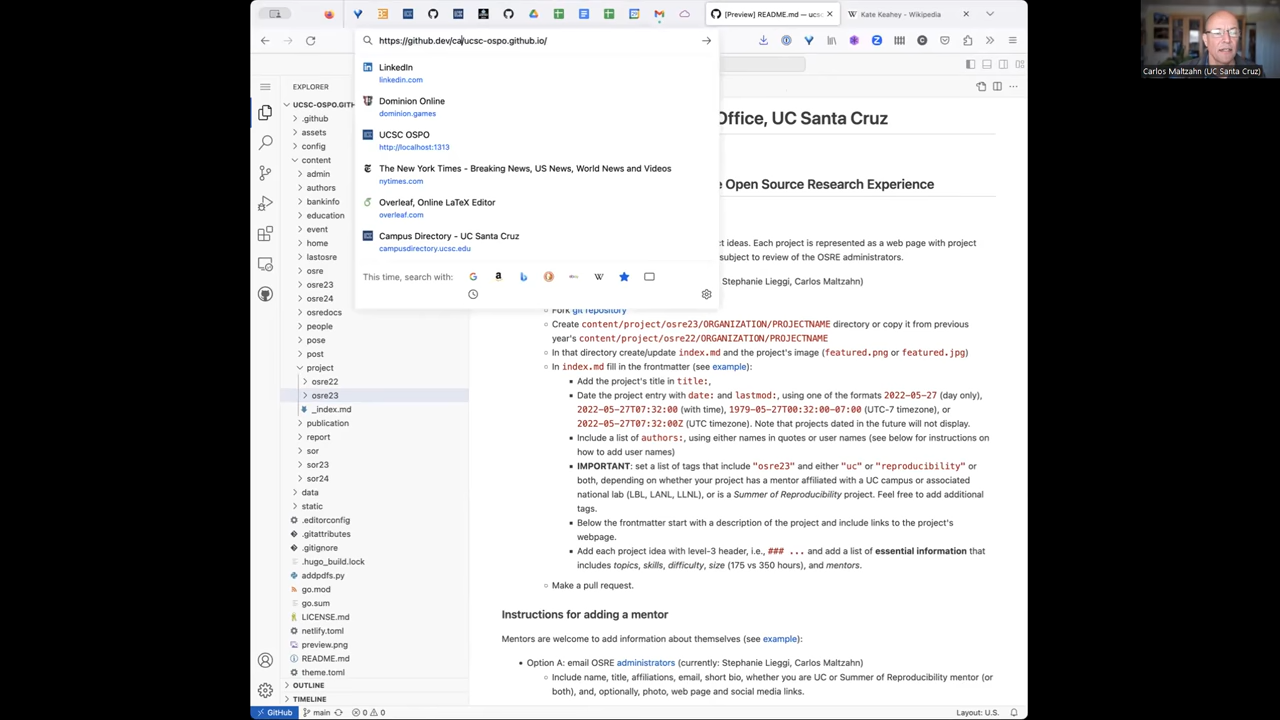 [Preview] README.md — ucsc
Kate Keahey - Wikipedia
https://github.dev/ca/ucsc-ospo.github.io/
Carlos Maltzahn (UC Santa Cruz)
LinkedIn
linkedin.com
Dominion Online
dominion.games
UCSC OSPO
http://localhost:1313
The New York Times - Breaking News, US News, World News and Videos
nytimes.com
Overleaf, Online LaTeX Editor
overleaf.com
Campus Directory - UC Santa Cruz
campusdirectory.ucsc.edu
This time, search with:
EXPLORER
UCSC-OSPO.GITH
.github
assets
config
content
admin
authors
bankinfo
education
event
home
lastosre
osre
osre23
osre24
osredocs
people
pose
post
project
osre22
osre23
_index.md
publication
report
sor
sor23
sor24
data
static
.editorconfig
.gitattributes
.gitignore
.hugo_build.lock
addpdfs.py
go.mod
go.sum
LICENSE.md
netlify.toml
preview.png
README.md
theme.toml
OUTLINE
TIMELINE
Office, UC Santa Cruz
e Open Source Research Experience
ct ideas. Each project is represented as a web page with project
subject to review of the OSRE administrators.
Stephanie Lieggi, Carlos Maltzahn)
Fork git repository
Create content/project/osre23/ORGANIZATION/PROJECTNAME directory or copy it from previous
year's content/project/osre22/ORGANIZATION/PROJECTNAME
In that directory create/update index.md and the project's image (featured.png or featured.jpg)
In index.md fill in the frontmatter (see example):
Add the project's title in title:,
Date the project entry with date: and lastmod:, using one of the formats 2022-05-27 (day only),
2022-05-27T07:32:00 (with time), 1979-05-27T00:32:00-07:00 (UTC-7 timezone), or
2022-05-27T07:32:00Z (UTC timezone). Note that projects dated in the future will not display.
Include a list of authors:, using either names in quotes or user names (see below for instructions on
how to add user names)
IMPORTANT: set a list of tags that include "osre23" and either "uc" or "reproducibility" or
both, depending on whether your project has a mentor affiliated with a UC campus or associated
national lab (LBL, LANL, LLNL), or is a Summer of Reproducibility project. Feel free to add additional
tags.
Below the frontmatter start with a description of the project and include links to the project's
webpage.
Add each project idea with level-3 header, i.e., ### ... and add a list of essential information that
includes topics, skills, difficulty, size (175 vs 350 hours), and mentors.
Make a pull request.
Instructions for adding a mentor
Mentors are welcome to add information about themselves (see example):
Option A: email OSRE administrators (currently: Stephanie Lieggi, Carlos Maltzahn)
Include name, title, affiliations, email, short bio, whether you are UC or Summer of Reproducibility mentor (or
both), and, optionally, photo, web page and social media links.
GitHub
main
0
0
Layout: U.S.